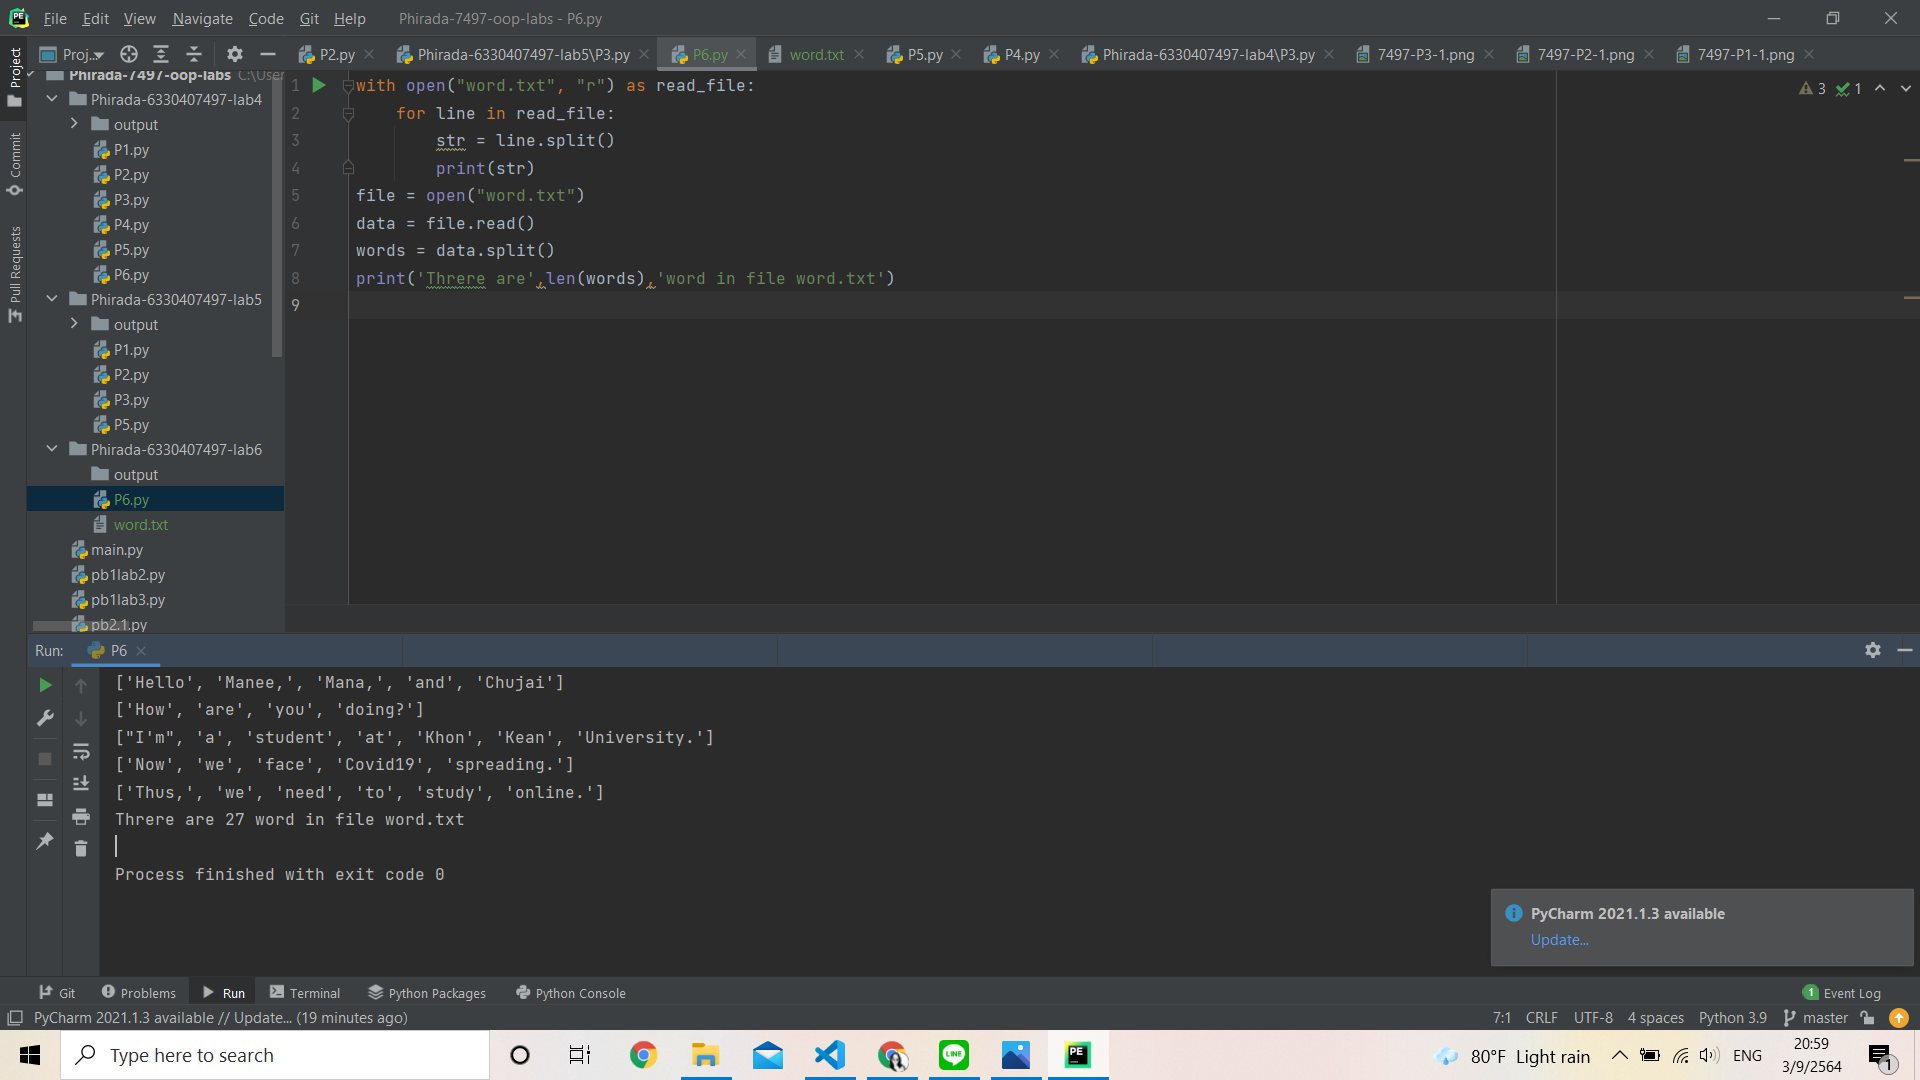 File Edit View Navigate Code Git Help Phirada-7497-oop-labs - P6.py
Proj... P2.py Phirada-6330407497-lab5\P3.py P6.py word.txt P5.py P4.py Phirada-6330407497-lab4\P3.py 7497-P3-1.png 7497-P2-1.png 7497-P1-1.png
Project
Commit
Pull Requests
Phirada-7497-oop-labs C:\User
Phirada-6330407497-lab4
output
P1.py
P2.py
P3.py
P4.py
P5.py
P6.py
Phirada-6330407497-lab5
output
P1.py
P2.py
P3.py
P5.py
Phirada-6330407497-lab6
output
P6.py
word.txt
main.py
pb1lab2.py
pb1lab3.py
pb2.1.py
1 with open("word.txt", "r") as read_file:
2 for line in read_file:
3 str = line.split()
4 print(str)
5 file = open("word.txt")
6 data = file.read()
7 words = data.split()
8 print('Threre are',len(words),'word in file word.txt')
9
3 1
Run: P6
['Hello', 'Manee,', 'Mana,', 'and', 'Chujai']
['How', 'are', 'you', 'doing?']
["I'm", 'a', 'student', 'at', 'Khon', 'Kean', 'University.']
['Now', 'we', 'face', 'Covid19', 'spreading.']
['Thus,', 'we', 'need', 'to', 'study', 'online.']
Threre are 27 word in file word.txt
Process finished with exit code 0
PyCharm 2021.1.3 available
Update...
Git Problems Run Terminal Python Packages Python Console 1 Event Log
PyCharm 2021.1.3 available // Update... (19 minutes ago) 7:1 CRLF UTF-8 4 spaces Python 3.9 master
Type here to search LINE PE 80°F Light rain ENG 20:59
3/9/2564 1